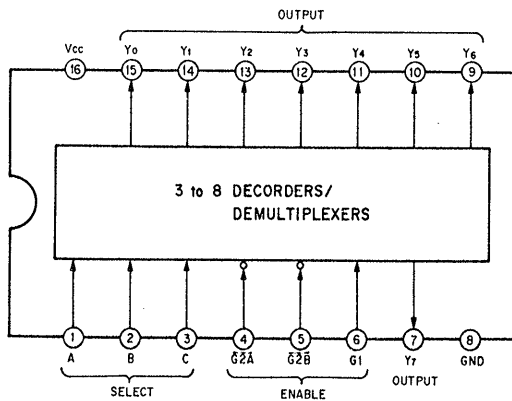 OUTPUT
Vcc Y0 Y1 Y2 Y3 Y4 Y5 Y6
16 15 14 13 12 11 10 9
3 to 8 DECORDERS/
DEMULTIPLEXERS
1 2 3 4 5 6 7 8
A B C G2A G2B G1 Y7 GND
SELECT ENABLE OUTPUT